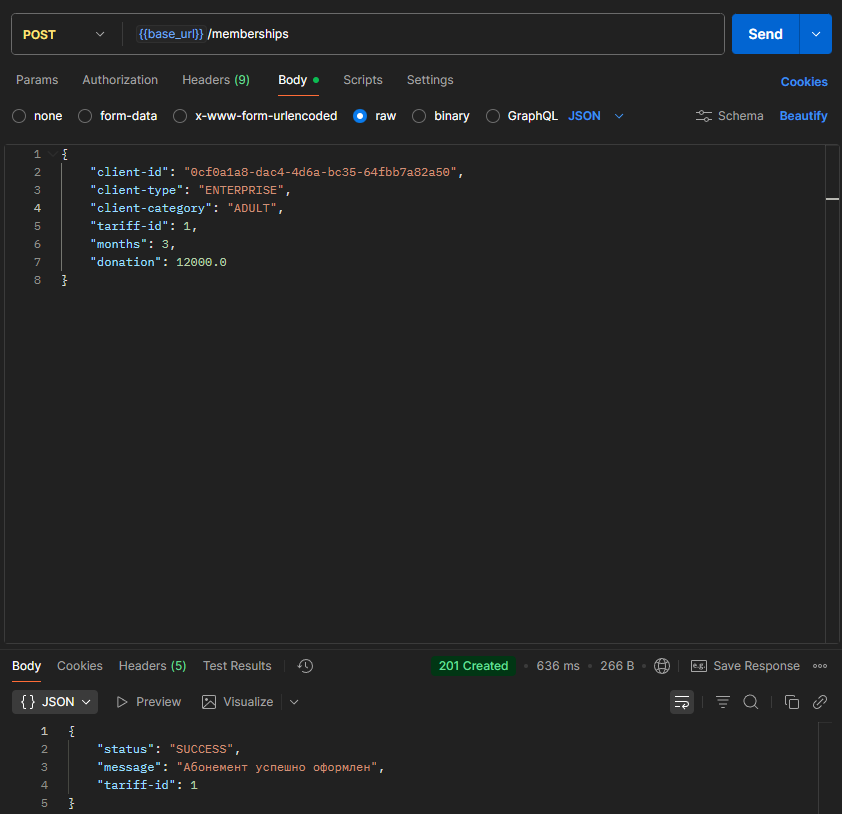 POST {{base_url}}/memberships Send
Params Authorization Headers (9) Body Scripts Settings Cookies
none form-data x-www-form-urlencoded raw binary GraphQL JSON Schema Beautify
1 {
2 "client-id": "0cf0a1a8-dac4-4d6a-bc35-64fbb7a82a50",
3 "client-type": "ENTERPRISE",
4 "client-category": "ADULT",
5 "tariff-id": 1,
6 "months": 3,
7 "donation": 12000.0
8 }
Body Cookies Headers (5) Test Results 201 Created 636 ms 266 B e.g. Save Response
{} JSON Preview Visualize
1 {
2 "status": "SUCCESS",
3 "message": "Абонемент успешно оформлен",
4 "tariff-id": 1
5 }